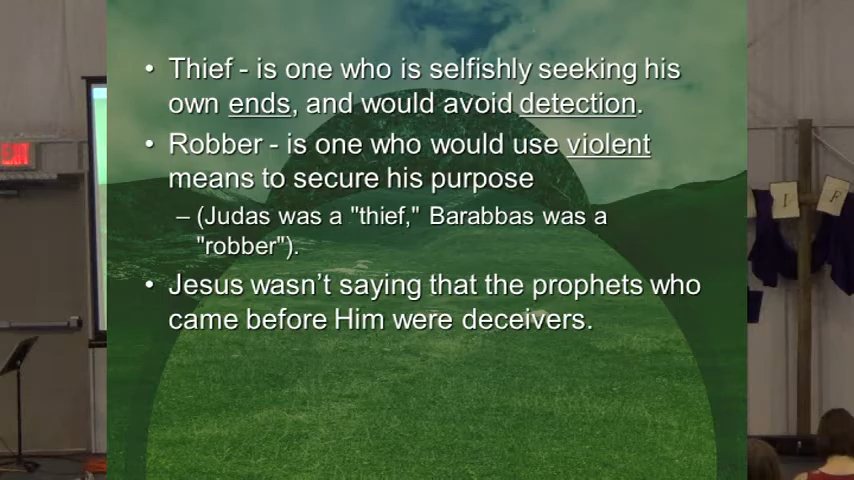 • Thief - is one who is selfishly seeking his
own ends, and would avoid detection.
• Robber - is one who would use violent
means to secure his purpose
– (Judas was a "thief," Barabbas was a
"robber").
• Jesus wasn't saying that the prophets who
came before Him were deceivers.
EXIT
V
F